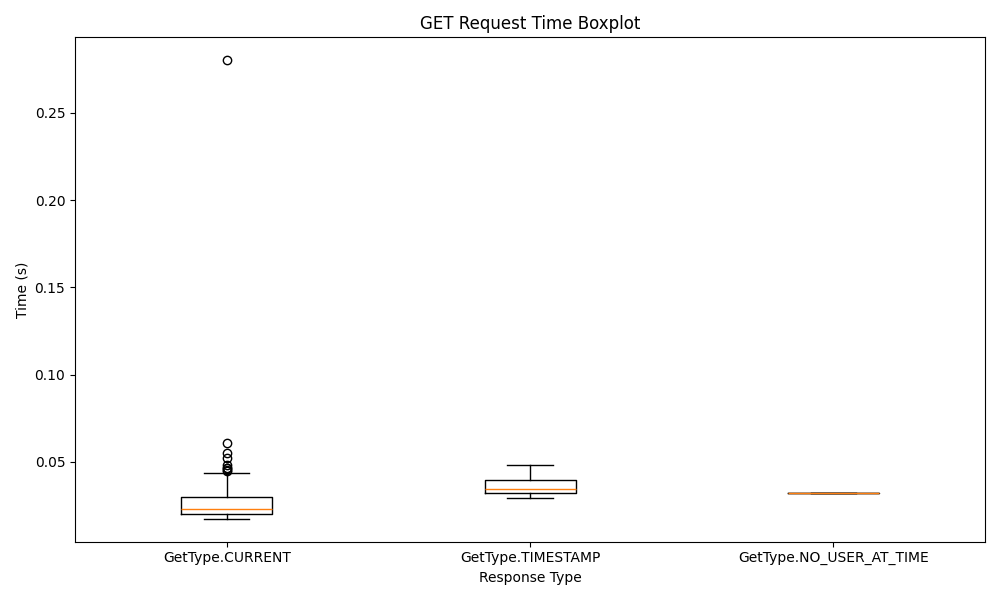 GET Request Time Boxplot
Time (s)
0.25
0.20
0.15
0.10
0.05
GetType.CURRENT
GetType.TIMESTAMP
GetType.NO_USER_AT_TIME
Response Type